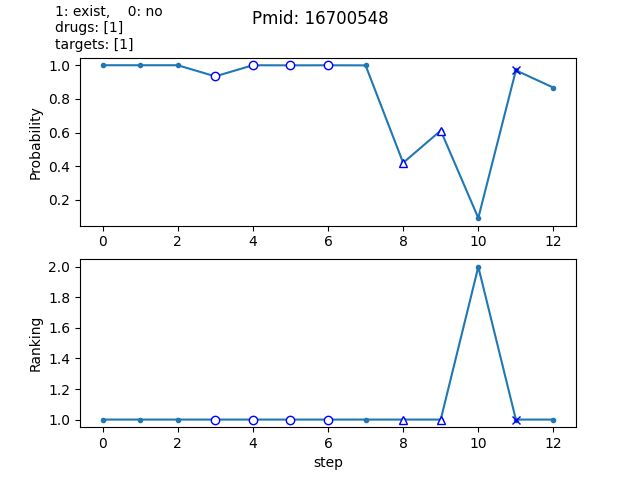 1: exist,    0: no
drugs: [1]
targets: [1]
Pmid: 16700548
Probability
1.0
0.8
0.6
0.4
0.2
0 2 4 6 8 10 12
Ranking
2.0
1.8
1.6
1.4
1.2
1.0
0 2 4 6 8 10 12
step